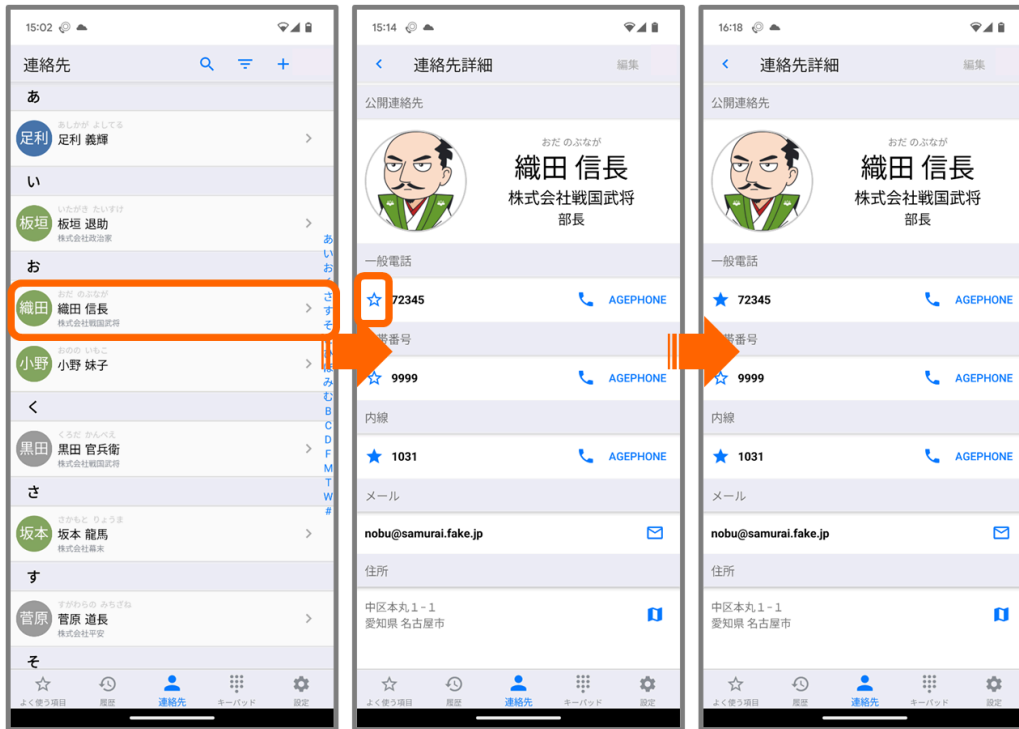 15:02
連絡先
あ
あしかが よしてる
足利
足利 義輝
い
いたがき たいすけ
板垣
板垣 退助
株式会社政治家
お
おだ のぶなが
織田
織田 信長
株式会社戦国武将
おのの いもこ
小野
小野 妹子
く
くろだ かんべえ
黒田
黒田 官兵衛
株式会社戦国武将
さ
さかもと りょうま
坂本
坂本 龍馬
株式会社幕末
す
すがわらの みちざね
菅原
菅原 道長
株式会社平安
そ
あ
い
お
く
さ
す
そ
み
む
B
C
D
F
M
T
W
#
よく使う項目
履歴
連絡先
キーパッド
設定
15:14
連絡先詳細
編集
公開連絡先
おだ のぶなが
織田 信長
株式会社戦国武将
部長
一般電話
72345
AGEPHONE
帯番号
9999
AGEPHONE
内線
1031
AGEPHONE
メール
nobu@samurai.fake.jp
住所
中区本丸1-1
愛知県 名古屋市
よく使う項目
履歴
連絡先
キーパッド
設定
16:18
連絡先詳細
編集
公開連絡先
おだ のぶなが
織田 信長
株式会社戦国武将
部長
一般電話
72345
AGEPHONE
帯番号
9999
AGEPHONE
内線
1031
AGEPHONE
メール
nobu@samurai.fake.jp
住所
中区本丸1-1
愛知県 名古屋市
よく使う項目
履歴
連絡先
キーパッド
設定